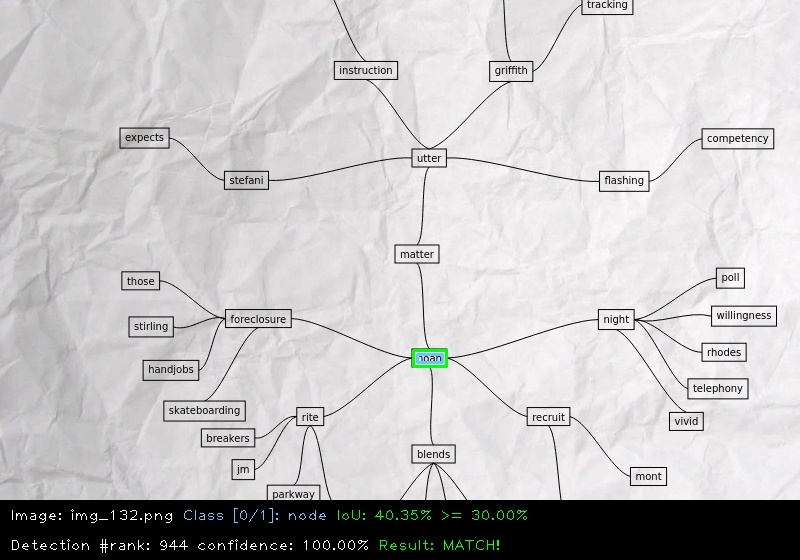 tracking
instruction
griffith
expects
competency
utter
stefani
flashing
matter
those
poll
foreclosure
night
willingness
stirling
rhodes
noan
handjobs
telephony
skateboarding
rite
recruit
vivid
breakers
blends
jm
mont
parkway
Image: img_132.png Class [0/1]: node IoU: 40.35% >= 30.00%
Detection #rank: 944 confidence: 100.00% Result: MATCH!